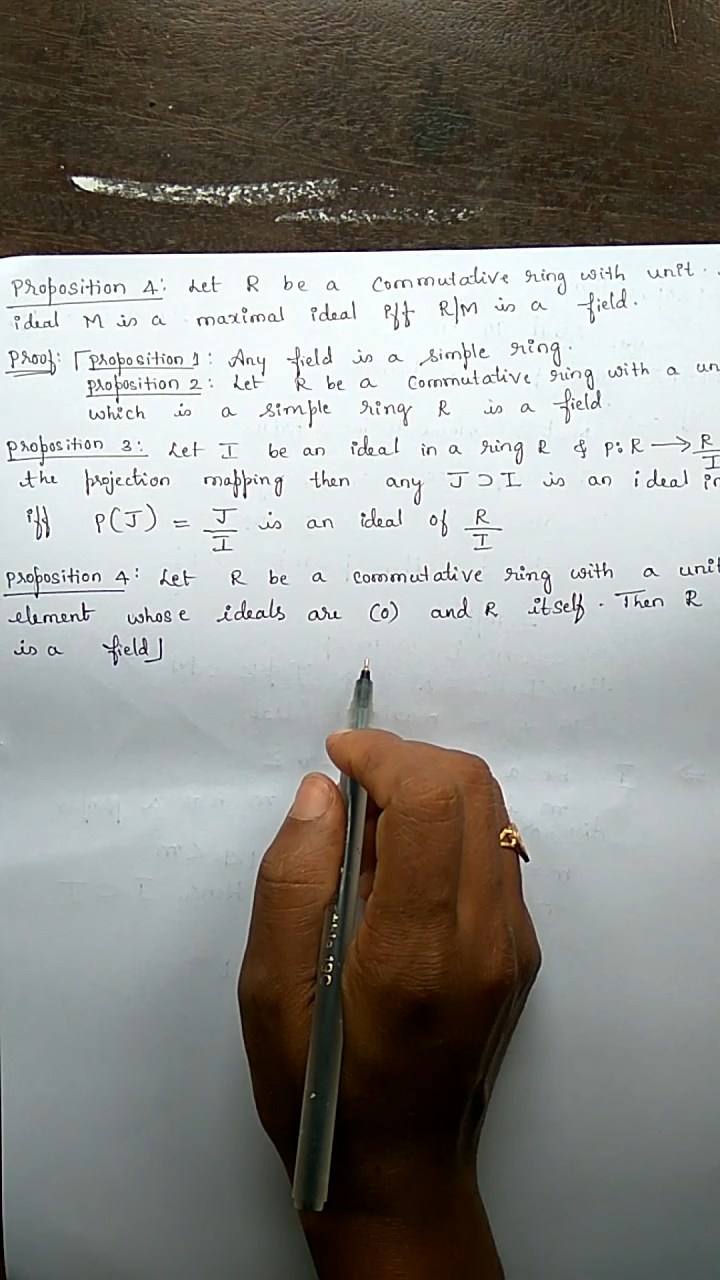 Proposition 4: Let R be a commutative ring with unit.
ideal M is a maximal ideal iff R/M is a field.
Proof: ⌈Proposition 1: Any field is a simple ring.
proposition 2: Let R be a commutative ring with a un
which is a simple ring R is a field
Proposition 3: Let I be an ideal in a ring R & P: R → R/I
the projection mapping then any J ⊃ I is an ideal in
iff P(J) = J/I is an ideal of R/I
Proposition 4: Let R be a commutative ring with a unit
element whose ideals are (0) and R itself. Then R
is a field⌋